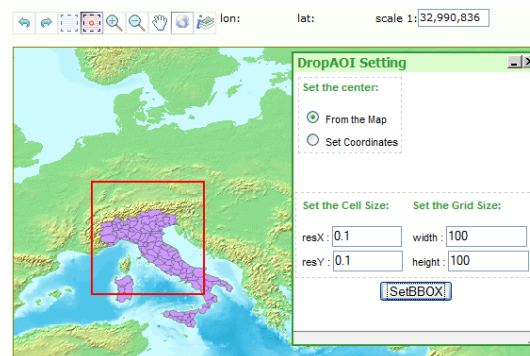 lon: lat: scale 1: 32,990,836
DropAOI Setting
Set the center:
From the Map
Set Coordinates
Set the Cell Size: Set the Grid Size:
resX : 0.1 width : 100
resY : 0.1 height : 100
SetBBOX